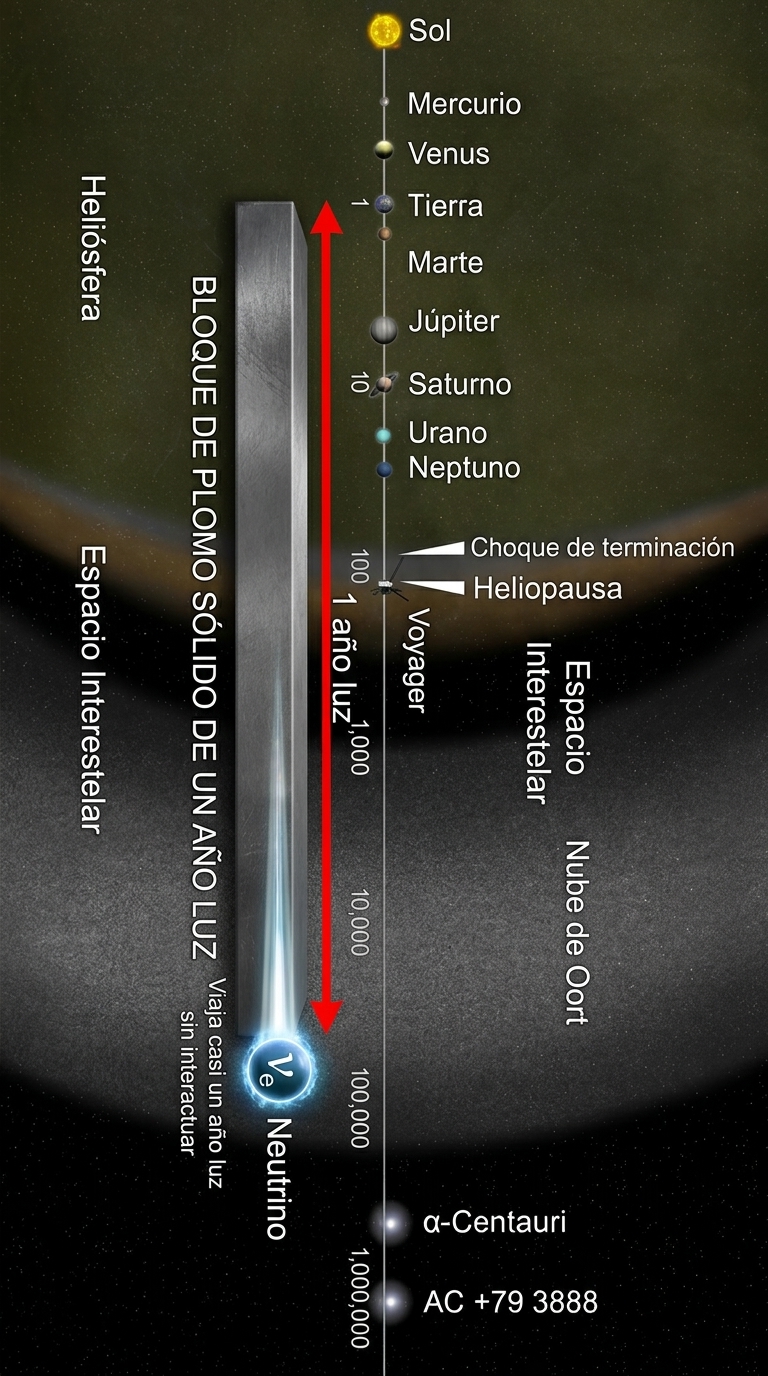 Sol
Mercurio
Venus
1
Tierra
Marte
Júpiter
10
Saturno
Urano
Neptuno
Heliósfera
BLOQUE DE PLOMO SÓLIDO DE UN AÑO LUZ
Choque de terminación
100
Heliopausa
1 año luz
Voyager
Espacio Interestelar
Espacio
Interestelar
1,000
Nube de Oort
10,000
Viaja casi un año luz
sin interactuar
νe
Neutrino
100,000
α-Centauri
1,000,000
AC +79 3888